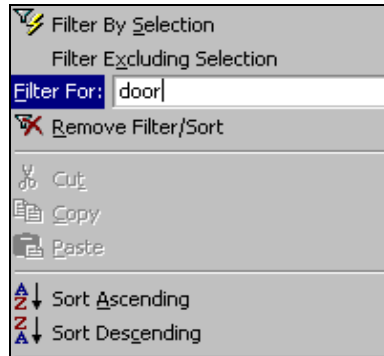 Filter By Selection
Filter Excluding Selection
Filter For: door
Remove Filter/Sort
Cut
Copy
Paste
Sort Ascending
Sort Descending